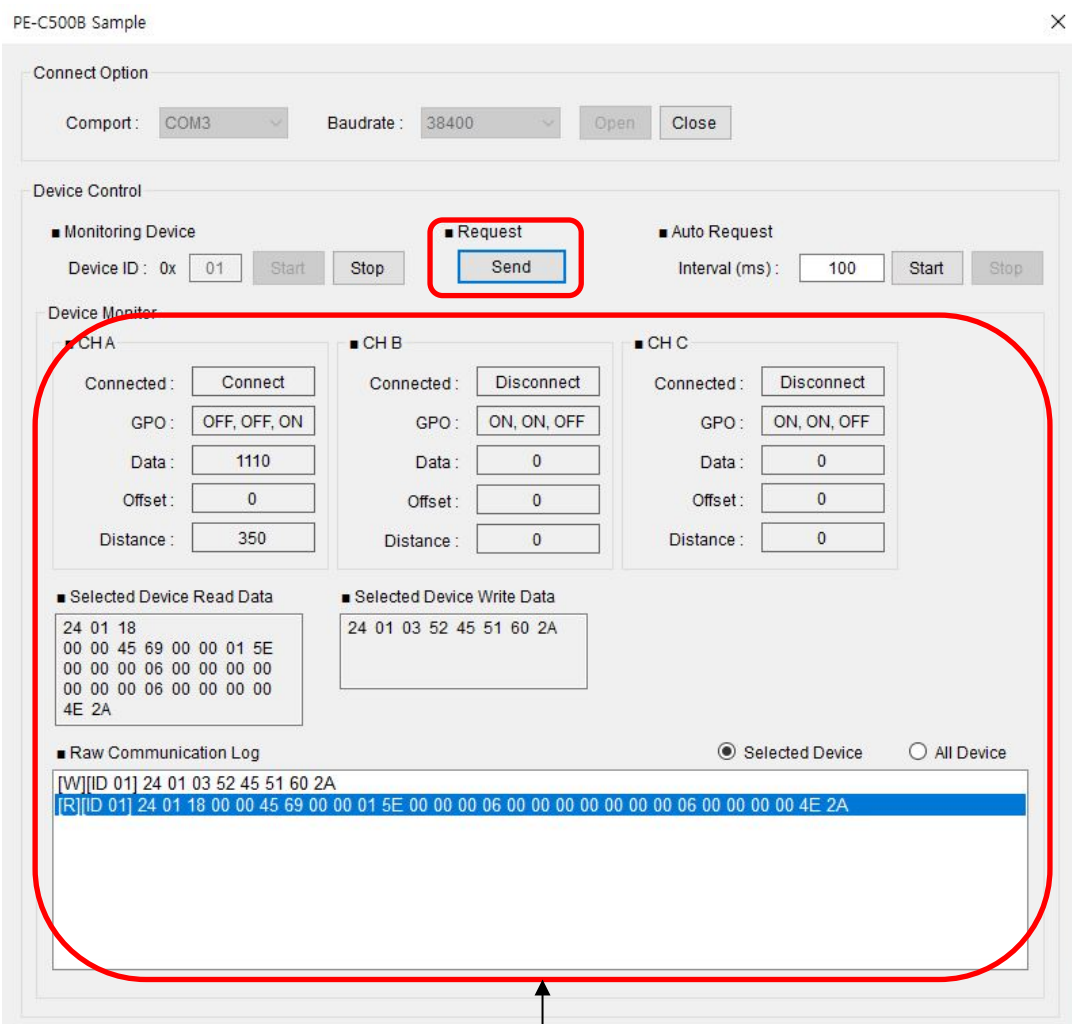 PE-C500B Sample
Connect Option
Comport : COM3 Baudrate : 38400 Open Close
Device Control
■ Monitoring Device ■ Request ■ Auto Request
Device ID : 0x 01 Start Stop Send Interval (ms) : 100 Start Stop
Device Monitor
■ CH A ■ CH B ■ CH C
Connected : Connect Connected : Disconnect Connected : Disconnect
GPO : OFF, OFF, ON GPO : ON, ON, OFF GPO : ON, ON, OFF
Data : 1110 Data : 0 Data : 0
Offset : 0 Offset : 0 Offset : 0
Distance : 350 Distance : 0 Distance : 0
■ Selected Device Read Data ■ Selected Device Write Data
24 01 18 24 01 03 52 45 51 60 2A
00 00 45 69 00 00 01 5E
00 00 00 06 00 00 00 00
00 00 00 06 00 00 00 00
4E 2A
■ Raw Communication Log Selected Device All Device
[W][ID 01] 24 01 03 52 45 51 60 2A
[R][ID 01] 24 01 18 00 00 45 69 00 00 01 5E 00 00 00 06 00 00 00 00 00 00 00 06 00 00 00 00 4E 2A